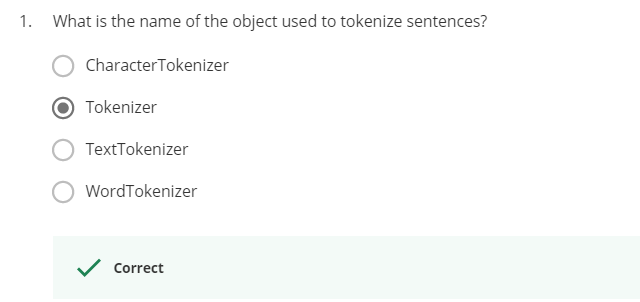 1. What is the name of the object used to tokenize sentences?
CharacterTokenizer
Tokenizer
TextTokenizer
WordTokenizer
Correct